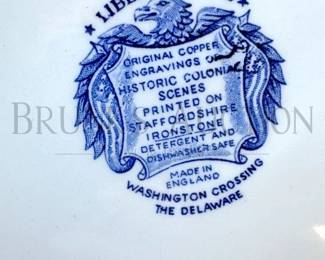 ORIGINAL COPPER
ENGRAVINGS OF
HISTORIC COLONIAL
SCENES
PRINTED ON
STAFFORDSHIRE
IRONSTONE
DETERGENT AND
DISHWASHER SAFE
MADE IN
ENGLAND
WASHINGTON CROSSING
THE DELAWARE